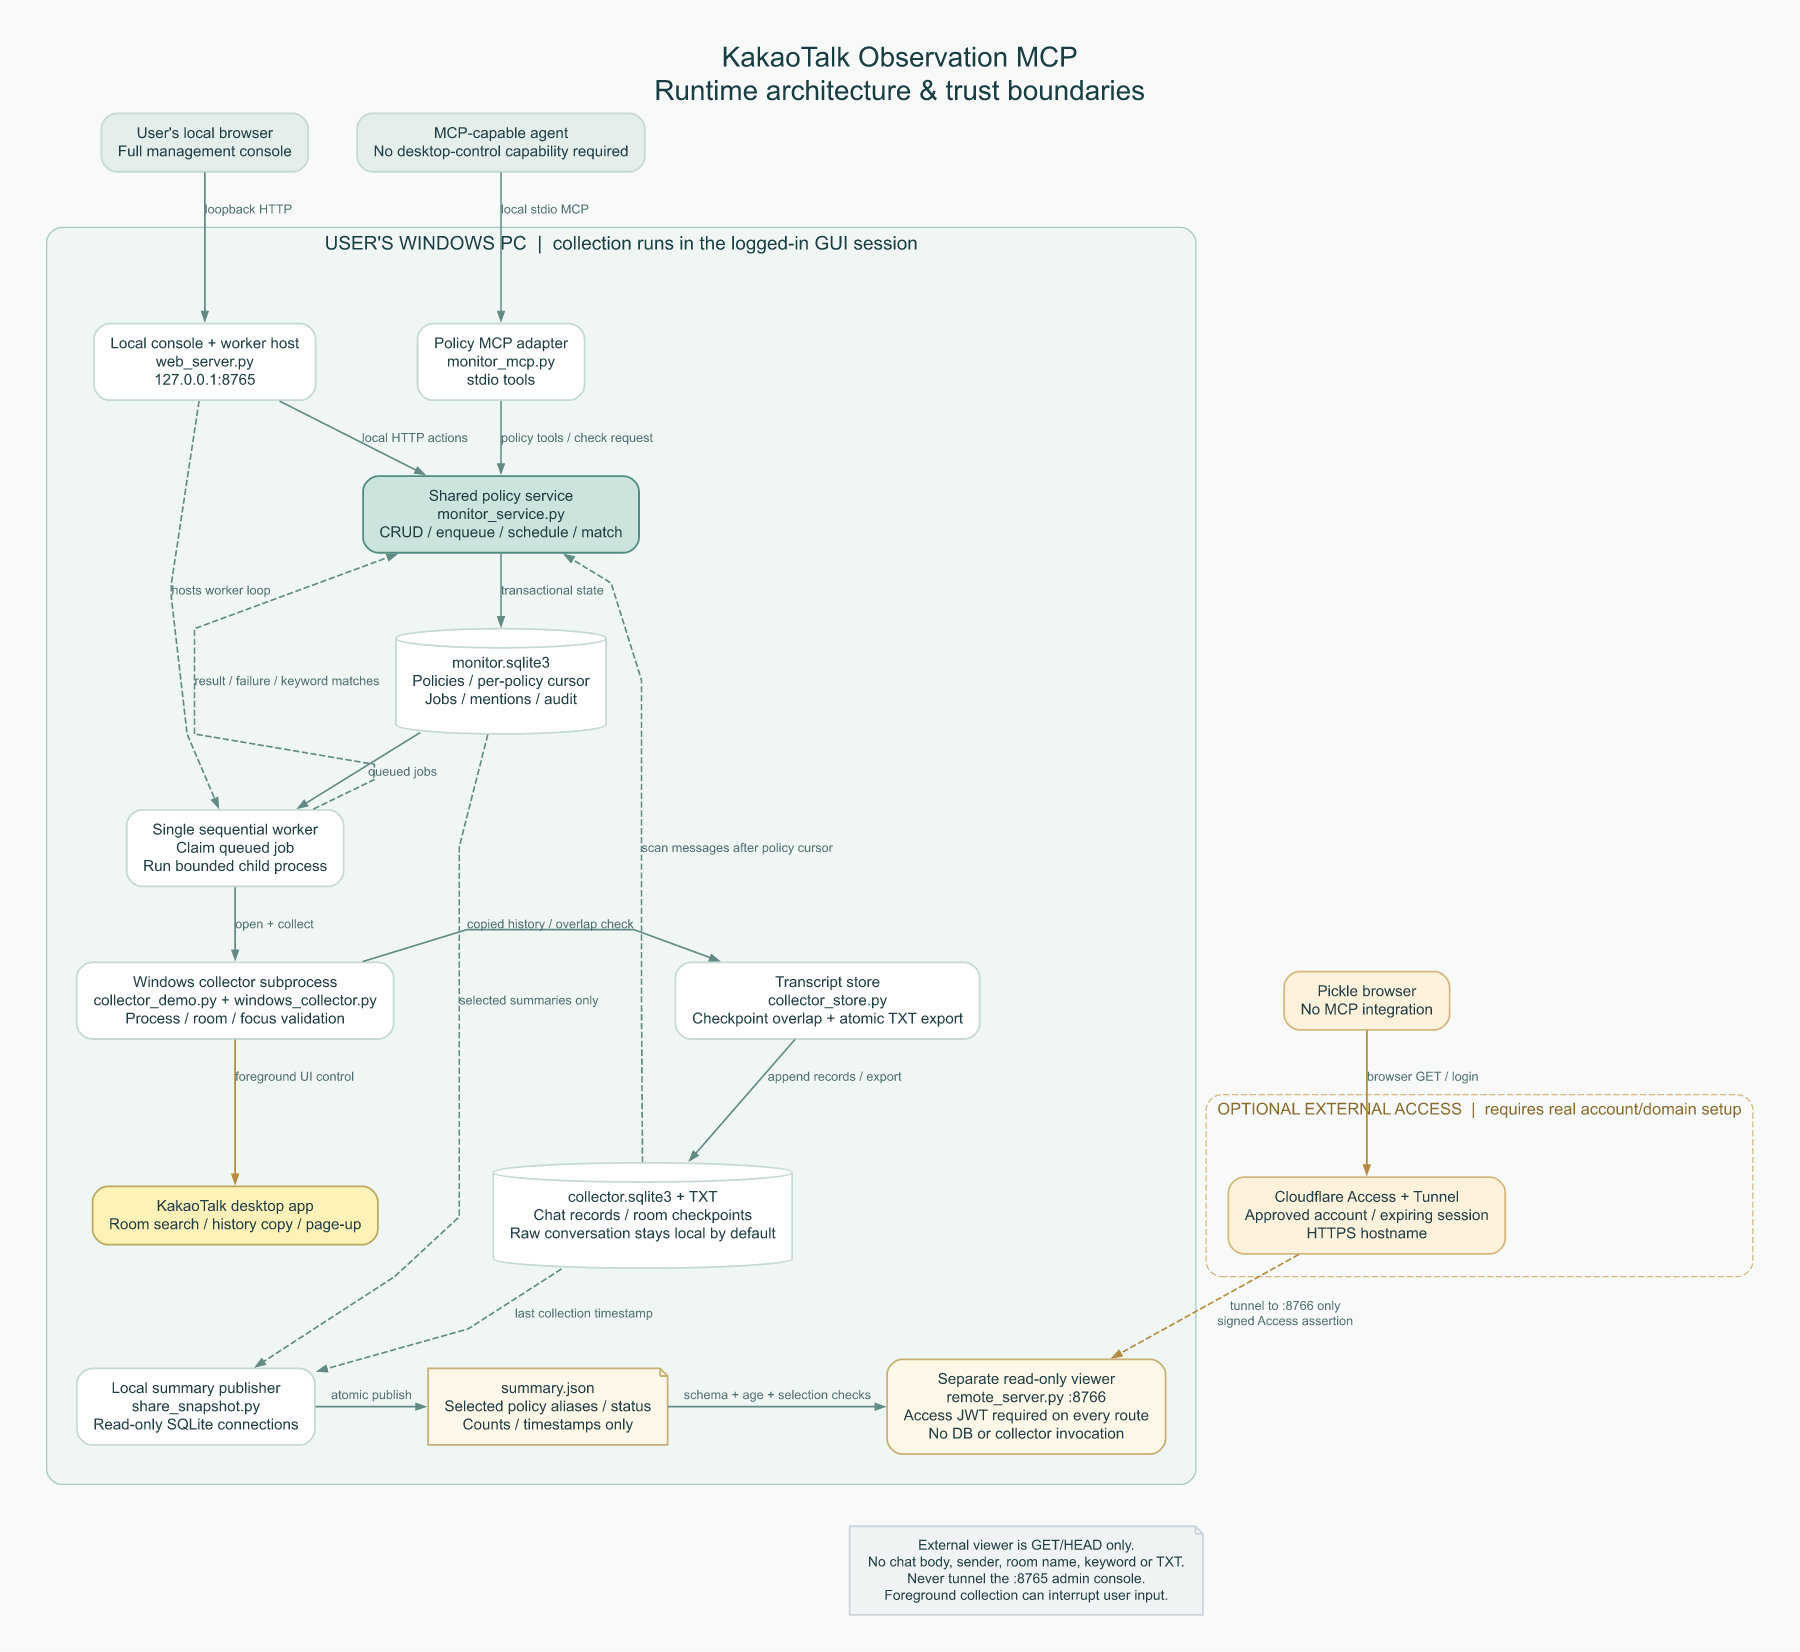 KakaoTalk Observation MCP
Runtime architecture & trust boundaries
User's local browser
Full management console
MCP-capable agent
No desktop-control capability required
loopback HTTP
local stdio MCP
USER'S WINDOWS PC | collection runs in the logged-in GUI session
Local console + worker host
web_server.py
127.0.0.1:8765
Policy MCP adapter
monitor_mcp.py
stdio tools
local HTTP actions
policy tools / check request
Shared policy service
monitor_service.py
CRUD / enqueue / schedule / match
hosts worker loop
transactional state
monitor.sqlite3
Policies / per-policy cursor
Jobs / mentions / audit
result / failure / keyword matches
queued jobs
Single sequential worker
Claim queued job
Run bounded child process
scan messages after policy cursor
open + collect
copied history / overlap check
Windows collector subprocess
collector_demo.py + windows_collector.py
Process / room / focus validation
selected summaries only
Transcript store
collector_store.py
Checkpoint overlap + atomic TXT export
Pickle browser
No MCP integration
foreground UI control
append records / export
browser GET / login
OPTIONAL EXTERNAL ACCESS | requires real account/domain setup
KakaoTalk desktop app
Room search / history copy / page-up
collector.sqlite3 + TXT
Chat records / room checkpoints
Raw conversation stays local by default
Cloudflare Access + Tunnel
Approved account / expiring session
HTTPS hostname
last collection timestamp
tunnel to :8766 only
signed Access assertion
Local summary publisher
share_snapshot.py
Read-only SQLite connections
atomic publish
summary.json
Selected policy aliases / status
Counts / timestamps only
schema + age + selection checks
Separate read-only viewer
remote_server.py :8766
Access JWT required on every route
No DB or collector invocation
External viewer is GET/HEAD only.
No chat body, sender, room name, keyword or TXT.
Never tunnel the :8765 admin console.
Foreground collection can interrupt user input.